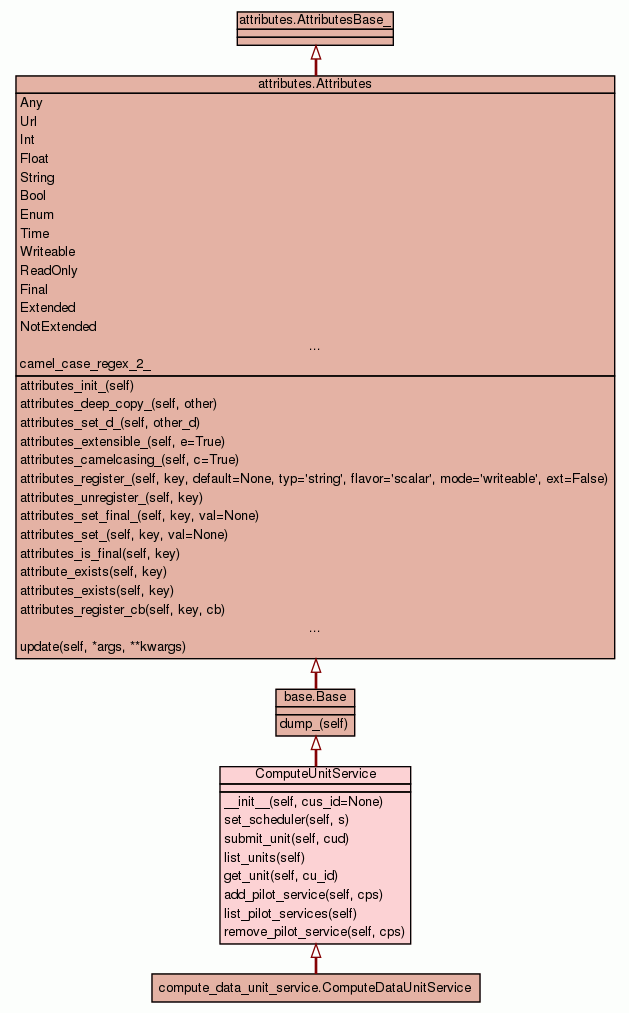 attributes.AttributesBase_
attributes.Attributes
Any
Url
Int
Float
String
Bool
Enum
Time
Writeable
ReadOnly
Final
Extended
NotExtended
...
camel_case_regex_2_
attributes_init_(self)
attributes_deep_copy_(self, other)
attributes_set_d_(self, other_d)
attributes_extensible_(self, e=True)
attributes_camelcasing_(self, c=True)
attributes_register_(self, key, default=None, typ='string', flavor='scalar', mode='writeable', ext=False)
attributes_unregister_(self, key)
attributes_set_final_(self, key, val=None)
attributes_set_(self, key, val=None)
attributes_is_final(self, key)
attribute_exists(self, key)
attributes_exists(self, key)
attributes_register_cb(self, key, cb)
...
update(self, *args, **kwargs)
base.Base
dump_(self)
ComputeUnitService
__init__(self, cus_id=None)
set_scheduler(self, s)
submit_unit(self, cud)
list_units(self)
get_unit(self, cu_id)
add_pilot_service(self, cps)
list_pilot_services(self)
remove_pilot_service(self, cps)
compute_data_unit_service.ComputeDataUnitService